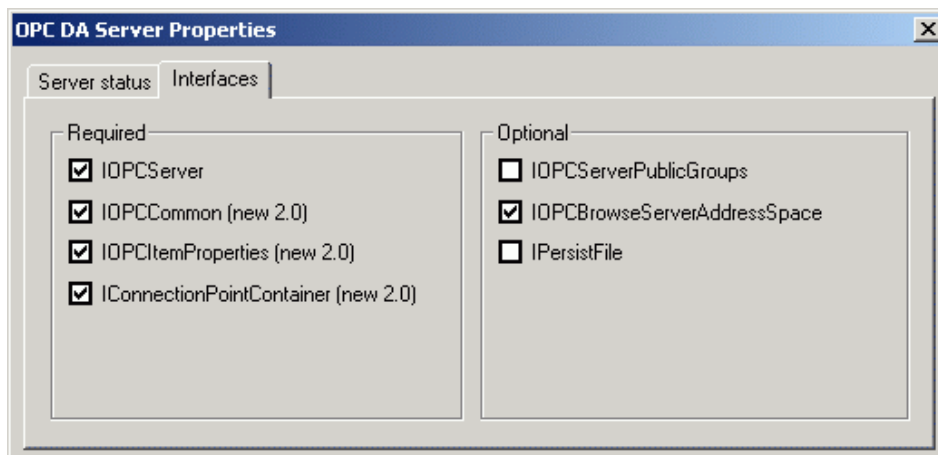 OPC DA Server Properties
Server status
Interfaces
Required
IOPCServer
IOPCCommon (new 2.0)
IOPCItemProperties (new 2.0)
IConnectionPointContainer (new 2.0)
Optional
IOPCServerPublicGroups
IOPCBrowseServerAddressSpace
IPersistFile